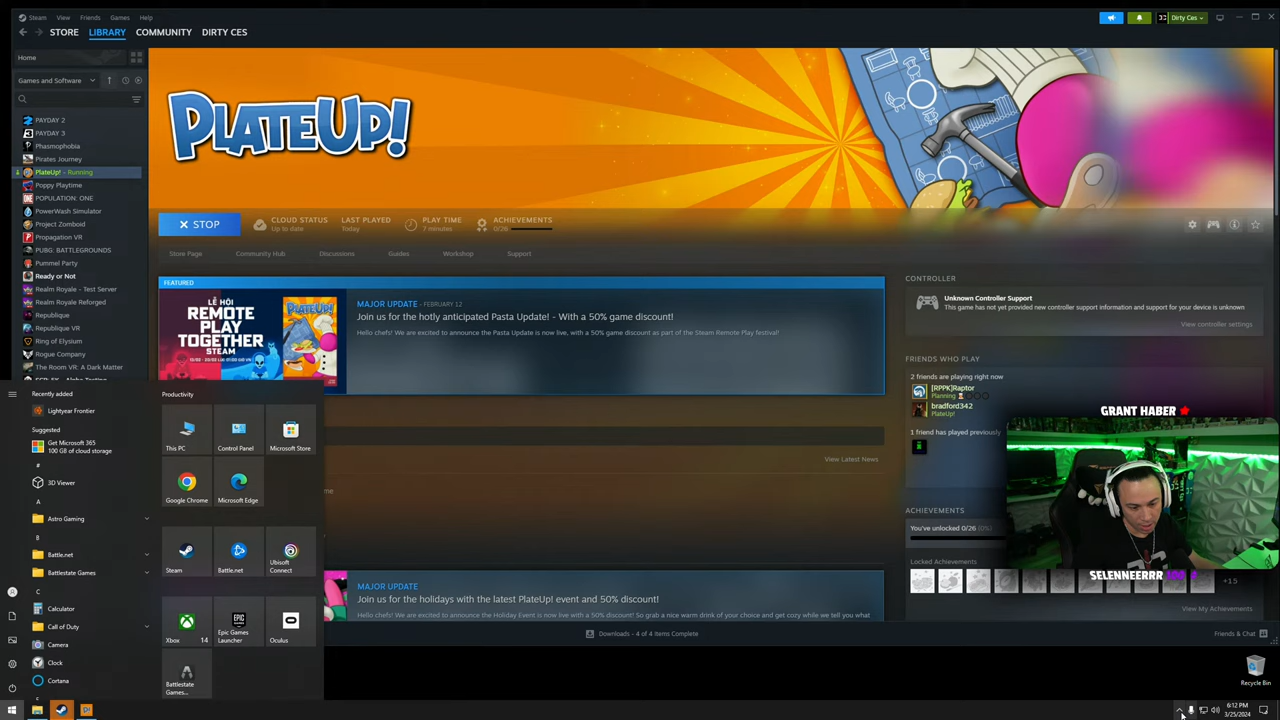 Steam View Friends Games Help
Dirty Ces
STORE LIBRARY COMMUNITY DIRTY CES
Home
Games and Software
PAYDAY 2
PAYDAY 3
Phasmophobia
Pirates Journey
PlateUp! - Running
Poppy Playtime
POPULATION: ONE
PowerWash Simulator
Project Zomboid
Propagation VR
PUBG: BATTLEGROUNDS
Pummel Party
Ready or Not
Realm Royale - Test Server
Realm Royale Reforged
Republique
Republique VR
Ring of Elysium
Rogue Company
The Room VR: A Dark Matter
PLATEUP!
STOP
CLOUD STATUS
Up to date
LAST PLAYED
Today
PLAY TIME
7 minutes
ACHIEVEMENTS
0/26
Store Page Community Hub Discussions Guides Workshop Support
FEATURED
LỄ HỘI
REMOTE
PLAY
TOGETHER
STEAM
PLATEUP!
MAJOR UPDATE - FEBRUARY 12
Join us for the hotly anticipated Pasta Update! - With a 50% game discount!
Hello chefs! We are excited to announce the Pasta Update is now live, with a 50% game discount as part of the Steam Remote Play festival!
View Latest News
MAJOR UPDATE
Join us for the holidays with the latest PlateUp! event and 50% discount!
Hello chefs! We are excited to announce the Holiday Event is now live with a 50% discount! So grab a nice warm drink of your choice and get cozy while we tell you what
CONTROLLER
Unknown Controller Support
This game has not yet provided new controller support information and support for your device is unknown.
View controller settings
FRIENDS WHO PLAY
2 friends are playing right now
[RPPK]Raptor
Planning
bradford342
PlateUp!
1 friend has played previously
ACHIEVEMENTS
You've unlocked 0/26 (0%)
Locked Achievements
+15
View My Achievements
GRANT HABER
SELENNEERRR
Downloads - 4 of 4 Items Complete
Friends & Chat
Recently added
Lightyear Frontier
Suggested
Get Microsoft 365
100 GB of cloud storage
#
3D Viewer
A
Astro Gaming
B
Battle.net
Battlestate Games
C
Calculator
Call of Duty
Camera
Clock
Cortana
Productivity
This PC Control Panel Microsoft Store
Google Chrome Microsoft Edge
Steam Battle.net Ubisoft Connect
Xbox 14 Epic Games Launcher Oculus
Battlestate Games...
Recycle Bin
6:12 PM
3/25/2024